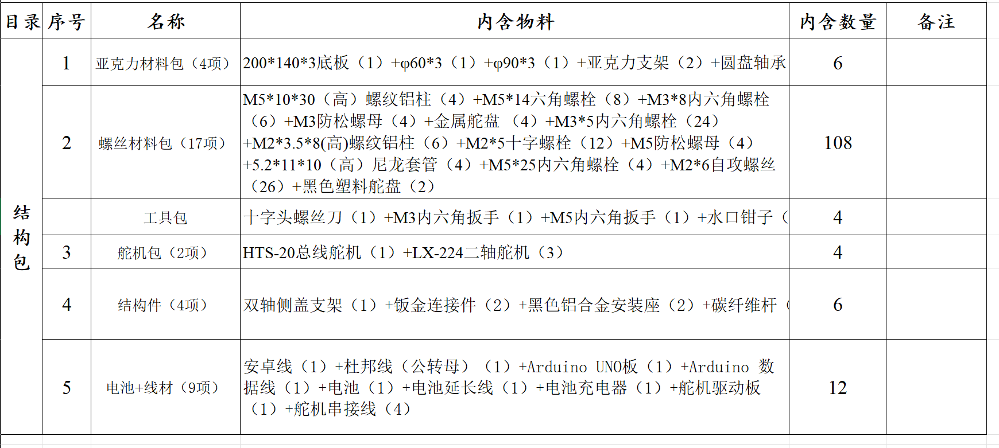 目录 序号 名称 内含物料 内含数量 备注
结构包
1 亚克力材料包（4项） 200*140*3底板（1）+φ60*3（1）+φ90*3（1）+亚克力支架（2）+圆盘轴承 6
2 螺丝材料包（17项） 108
M5*10*30（高）螺纹铝柱（4）+M5*14六角螺栓（8）+M3*8内六角螺栓
（6）+M3防松螺母（4）+金属舵盘 （4）+M3*5内六角螺栓（24）
+M2*3.5*8(高)螺纹铝柱（6）+M2*5十字螺栓（12）+M5防松螺母（4）
+5.2*11*10（高）尼龙套管（4）+M5*25内六角螺栓（4）+M2*6自攻螺丝
（26）+黑色塑料舵盘（2）
工具包 十字头螺丝刀（1）+M3内六角扳手（1）+M5内六角扳手（1）+水口钳子（ 4
3 舵机包（2项） HTS-20总线舵机（1）+LX-224二轴舵机（3） 4
4 结构件（4项） 双轴侧盖支架（1）+钣金连接件（2）+黑色铝合金安装座（2）+碳纤维杆（ 6
5 电池+线材（9项） 12
安卓线（1）+杜邦线（公转母）（1）+Arduino UNO板（1）+Arduino 数
据线（1）+电池（1）+电池延长线（1）+电池充电器（1）+舵机驱动板
（1）+舵机串接线（4）